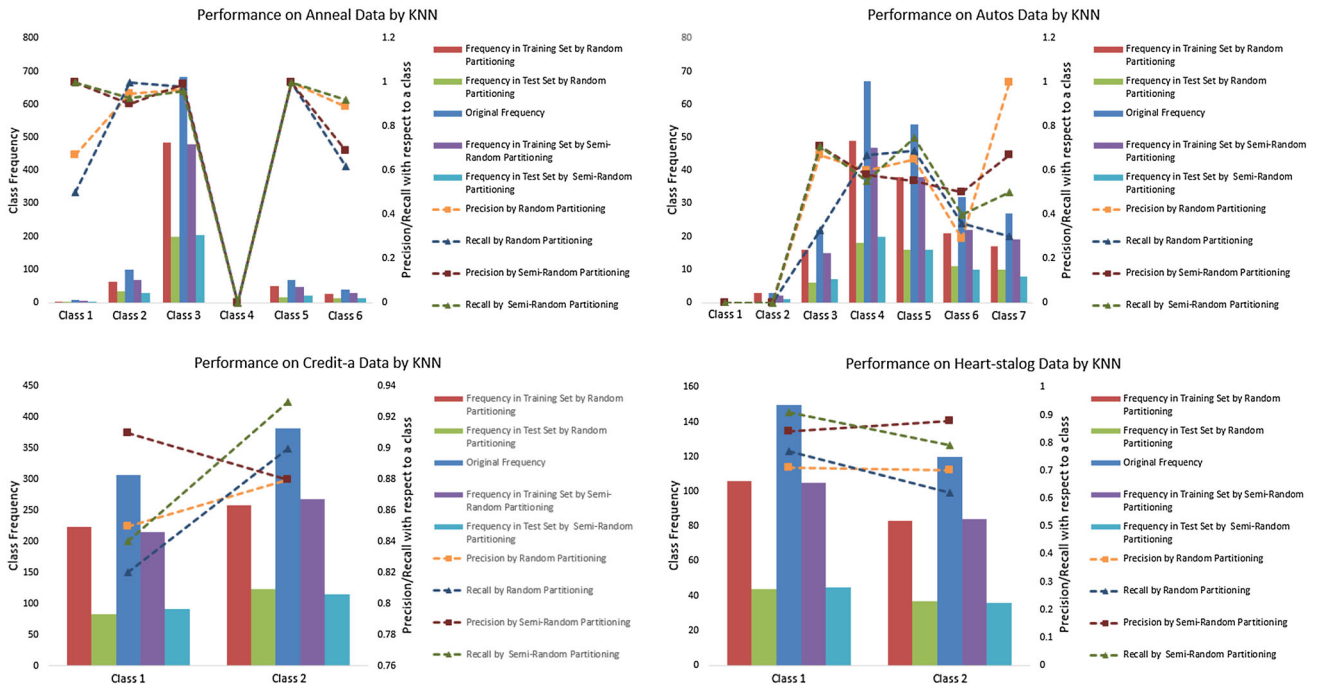 Performance on Anneal Data by KNN
800
700
600
500
400
300
200
100
0
Class Frequency
Class 1
Class 2
Class 3
Class 4
Class 5
Class 6
1.2
1
0.8
0.6
0.4
0.2
0
Precision/Recall with respect to a class
Frequency in Training Set by Random
Partitioning
Frequency in Test Set by Random
Partitioning
Original Frequency
Frequency in Training Set by Semi-
Random Partitioning
Frequency in Test Set by Semi-Random
Partitioning
Precision by Random Partitioning
Recall by Random Partitioning
Precision by Semi-Random Partitioning
Recall by Semi-Random Partitioning
Performance on Autos Data by KNN
80
70
60
50
40
30
20
10
0
Class Frequency
Class 1
Class 2
Class 3
Class 4
Class 5
Class 6
Class 7
1.2
1
0.8
0.6
0.4
0.2
0
Precision/Recall with respect to a class
Frequency in Training Set by Random
Partitioning
Frequency in Test Set by Random
Partitioning
Original Frequency
Frequency in Training Set by Semi-Random
Partitioning
Frequency in Test Set by Semi-Random
Partitioning
Precision by Random Partitioning
Recall by Random Partitioning
Precision by Semi-Random Partitioning
Recall by Semi-Random Partitioning
Performance on Credit-a Data by KNN
450
400
350
300
250
200
150
100
50
0
Class Frequency
Class 1
Class 2
0.94
0.92
0.9
0.88
0.86
0.84
0.82
0.8
0.78
0.76
Precision/Recall with respect to a class
Frequency in Training Set by Random
Partitioning
Frequency in Test Set by Random
Partitioning
Original Frequency
Frequency in Training Set by Semi-
Random Partitioning
Frequency in Test Set by Semi-Random
Partitioning
Precision by Random Partitioning
Recall by Random Partitioning
Precision by Semi-Random Partitioning
Recall by Semi-Random Partitioning
Performance on Heart-stalog Data by KNN
160
140
120
100
80
60
40
20
0
Class Frequency
Class 1
Class 2
1
0.9
0.8
0.7
0.6
0.5
0.4
0.3
0.2
0.1
0
Precision/Recall with respect to a class
Frequency in Training Set by Random
Partitioning
Frequency in Test Set by Random
Partitioning
Original Frequency
Frequency in Training Set by Semi-Random
Partitioning
Frequency in Test Set by Semi-Random
Partitioning
Precision by Random Partitioning
Recall by Random Partitioning
Precision by Semi-Random Partitioning
Recall by Semi-Random Partitioning